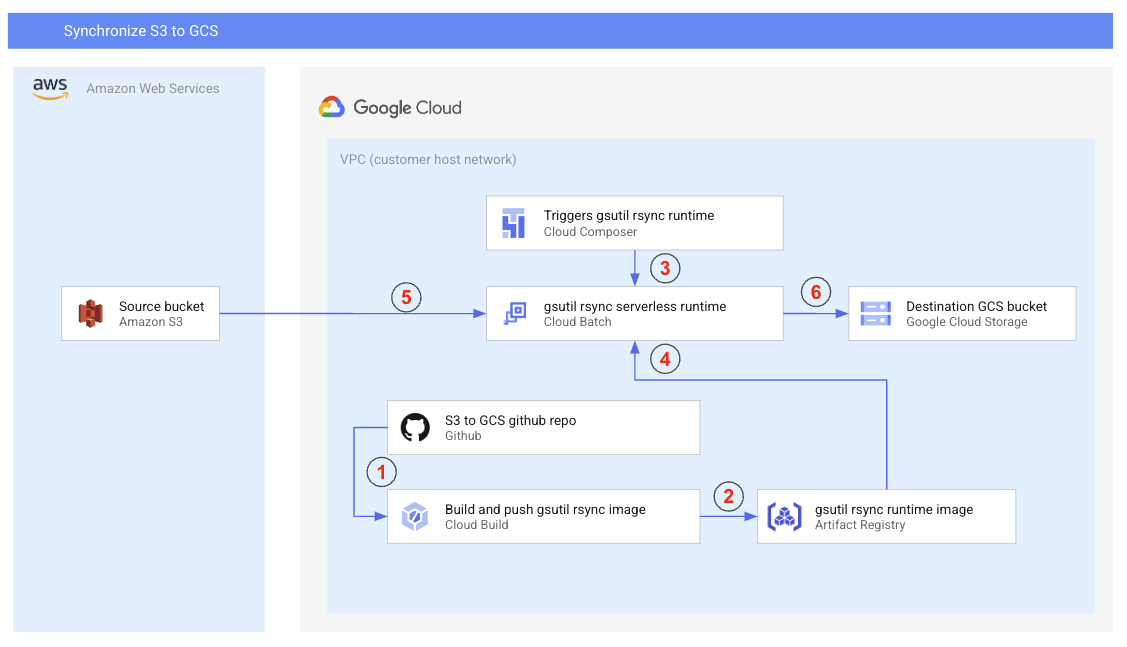 Synchronize S3 to GCS
aws
Amazon Web Services
Google Cloud
VPC (customer host network)
Triggers gsutil rsync runtime
Cloud Composer
3
Source bucket
Amazon S3
5
gsutil rsync serverless runtime
Cloud Batch
6
Destination GCS bucket
Google Cloud Storage
4
S3 to GCS github repo
Github
1
Build and push gsutil rsync image
Cloud Build
2
gsutil rsync runtime image
Artifact Registry